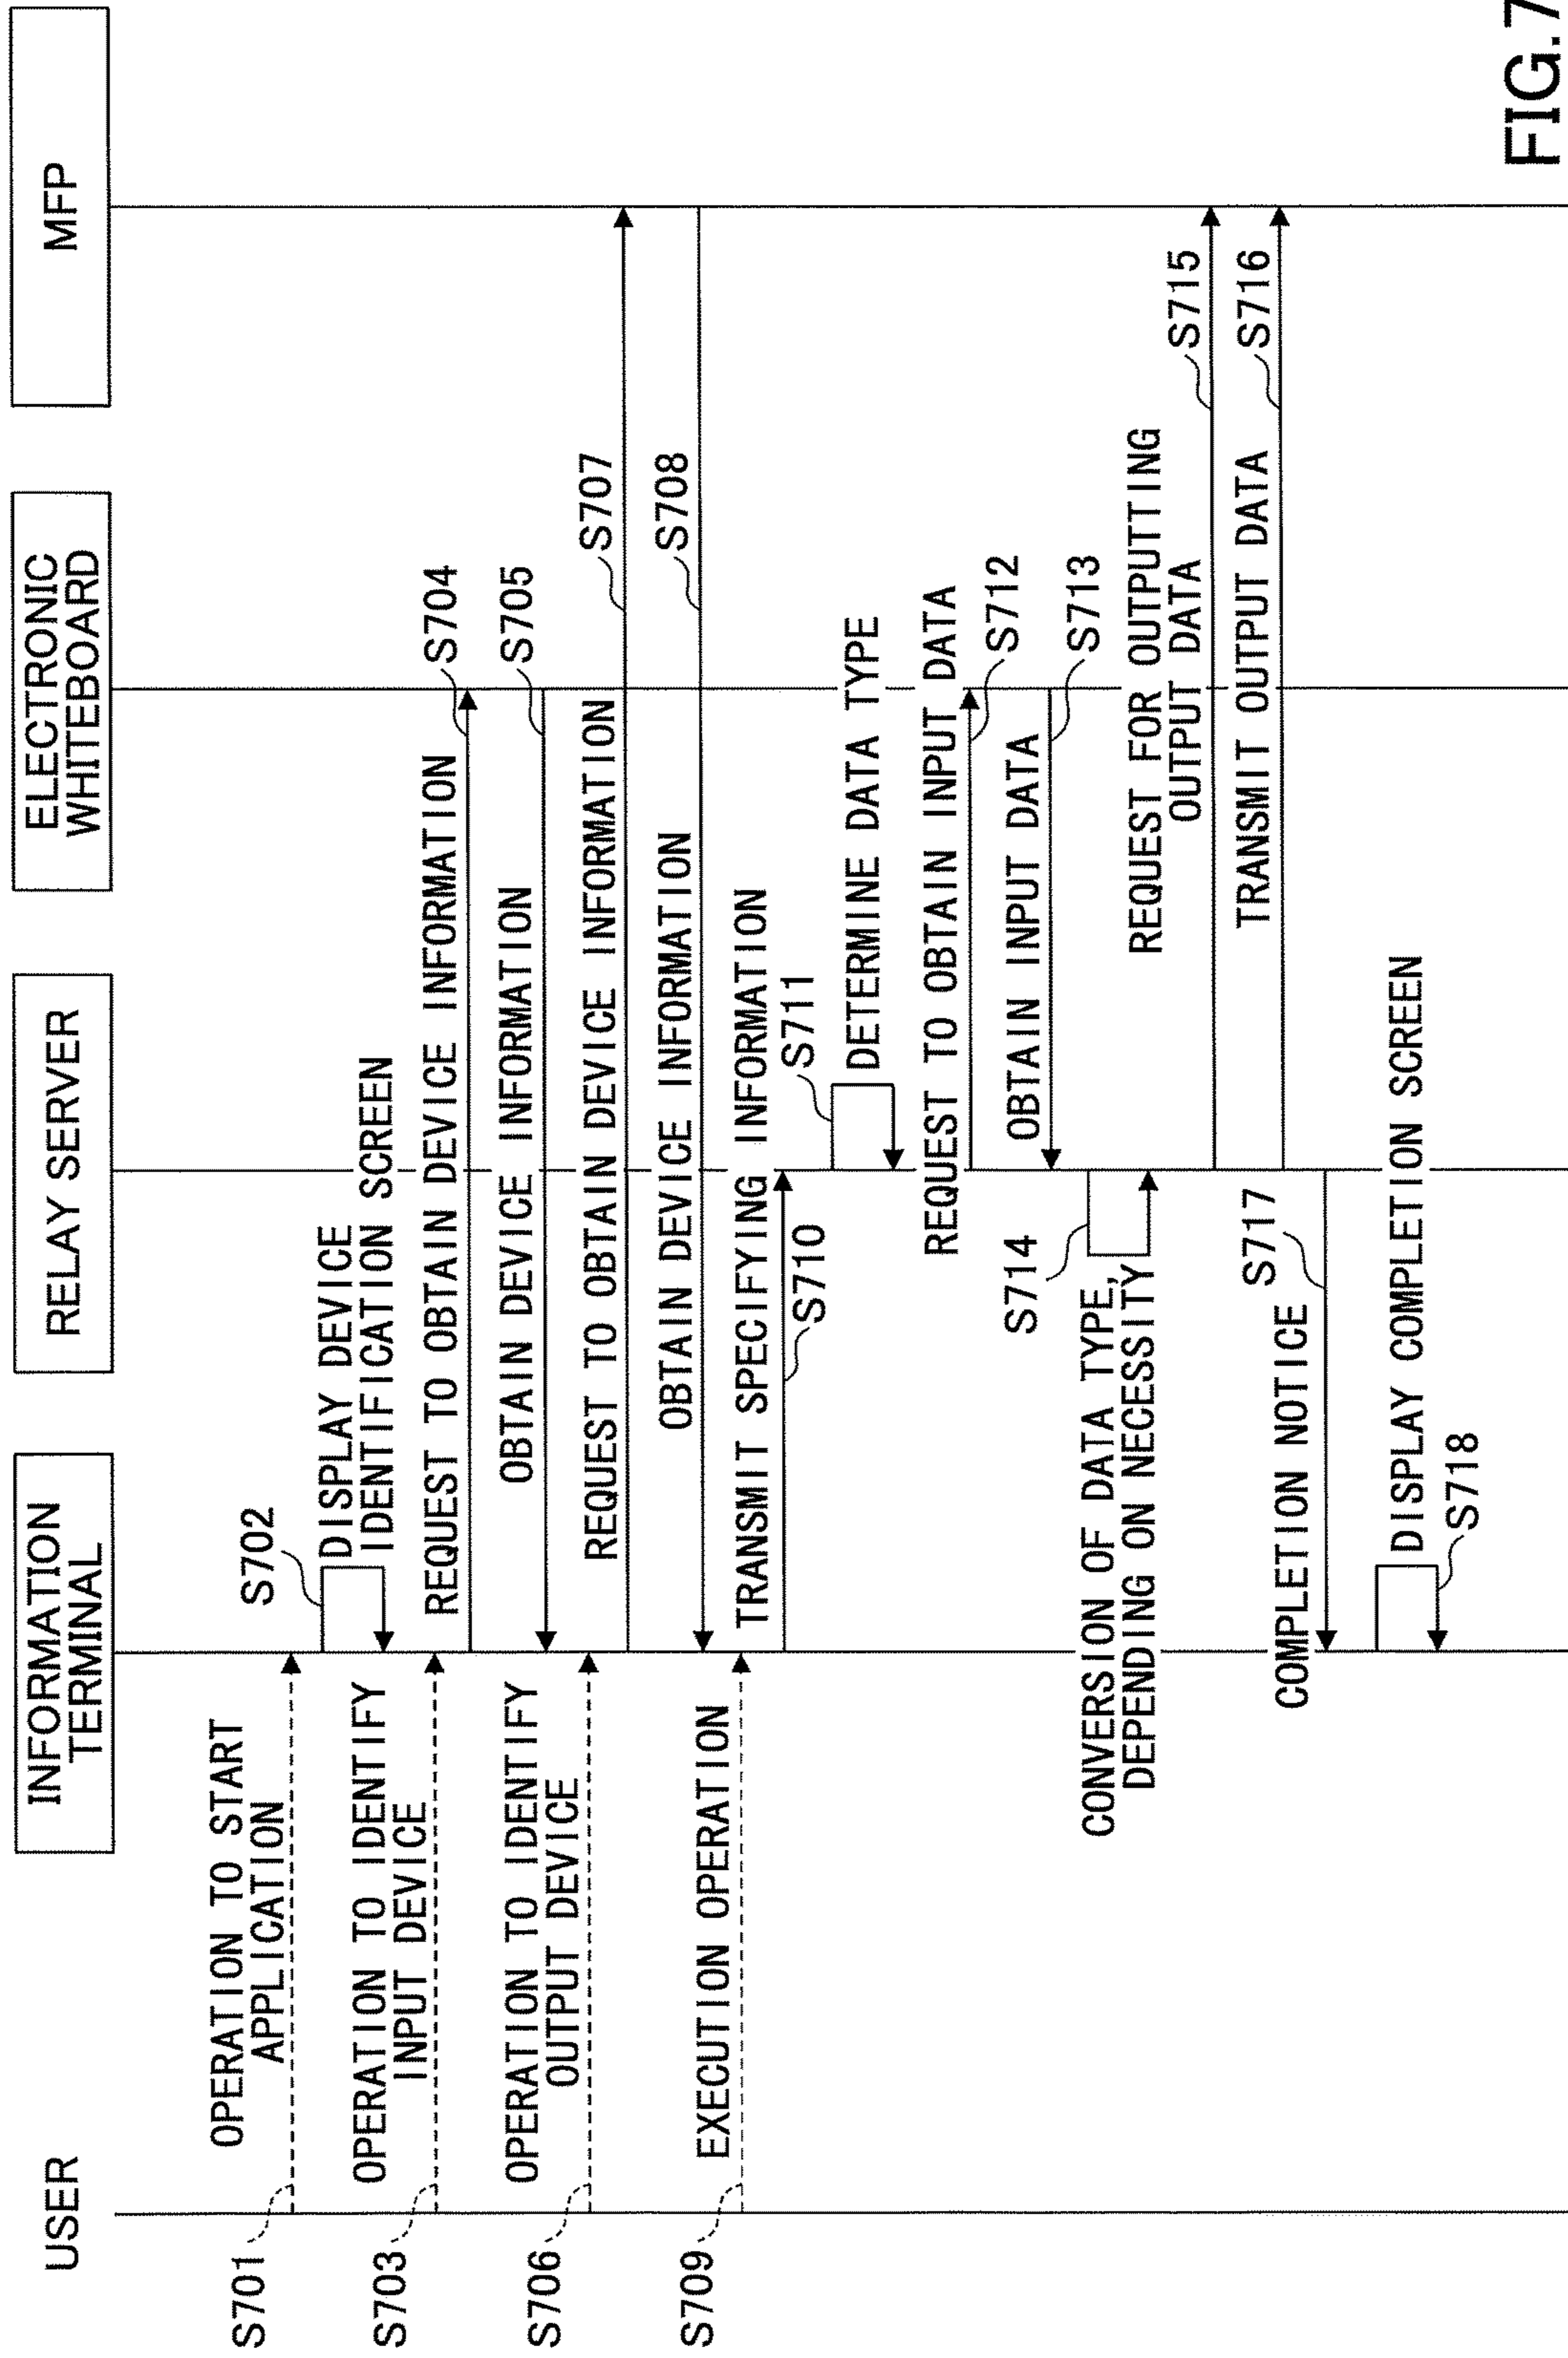 USER
INFORMATION
TERMINAL
RELAY SERVER
ELECTRONIC
WHITEBOARD
MFP
S701
OPERATION TO START
APPLICATION
S702
DISPLAY DEVICE
IDENTIFICATION SCREEN
S703
OPERATION TO IDENTIFY
INPUT DEVICE
REQUEST TO OBTAIN DEVICE INFORMATION
S704
OBTAIN DEVICE INFORMATION
S705
S706
OPERATION TO IDENTIFY
OUTPUT DEVICE
REQUEST TO OBTAIN DEVICE INFORMATION
S707
OBTAIN DEVICE INFORMATION
S708
S709
EXECUTION OPERATION
TRANSMIT SPECIFYING INFORMATION
S710
S711
DETERMINE DATA TYPE
REQUEST TO OBTAIN INPUT DATA
S712
OBTAIN INPUT DATA
S713
S714
CONVERSION OF DATA TYPE,
DEPENDING ON NECESSITY
REQUEST FOR OUTPUTTING
OUTPUT DATA
S715
TRANSMIT OUTPUT DATA
S716
COMPLETION NOTICE
S717
DISPLAY COMPLETION SCREEN
S718
FIG.7